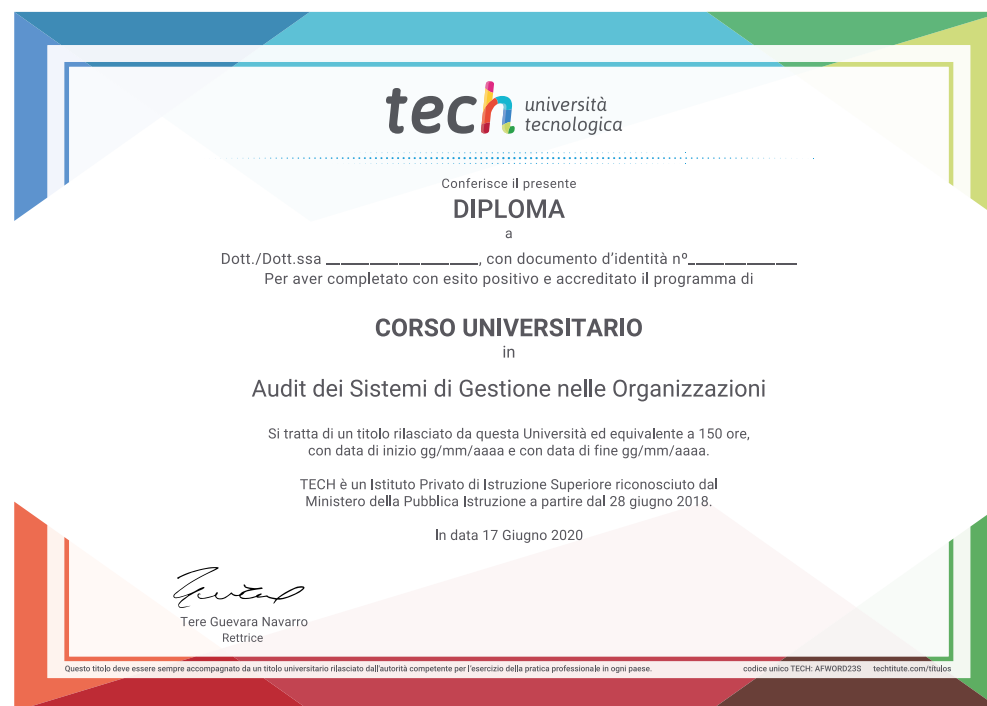 tech università
tecnologica
Conferisce il presente
DIPLOMA
a
Dott./Dott.ssa ____________________, con documento d'identità nº______________
Per aver completato con esito positivo e accreditato il programma di
CORSO UNIVERSITARIO
in
Audit dei Sistemi di Gestione nelle Organizzazioni
Si tratta di un titolo rilasciato da questa Università ed equivalente a 150 ore,
con data di inizio gg/mm/aaaa e con data di fine gg/mm/aaaa.
TECH è un Istituto Privato di Istruzione Superiore riconosciuto dal
Ministero della Pubblica Istruzione a partire dal 28 giugno 2018.
In data 17 Giugno 2020
Tere Guevara Navarro
Rettrice
Questo titolo deve essere sempre accompagnato da un titolo universitario rilasciato dall'autorità competente per l'esercizio della pratica professionale in ogni paese.
codice unico TECH: AFWORD23S techtitute.com/títulos